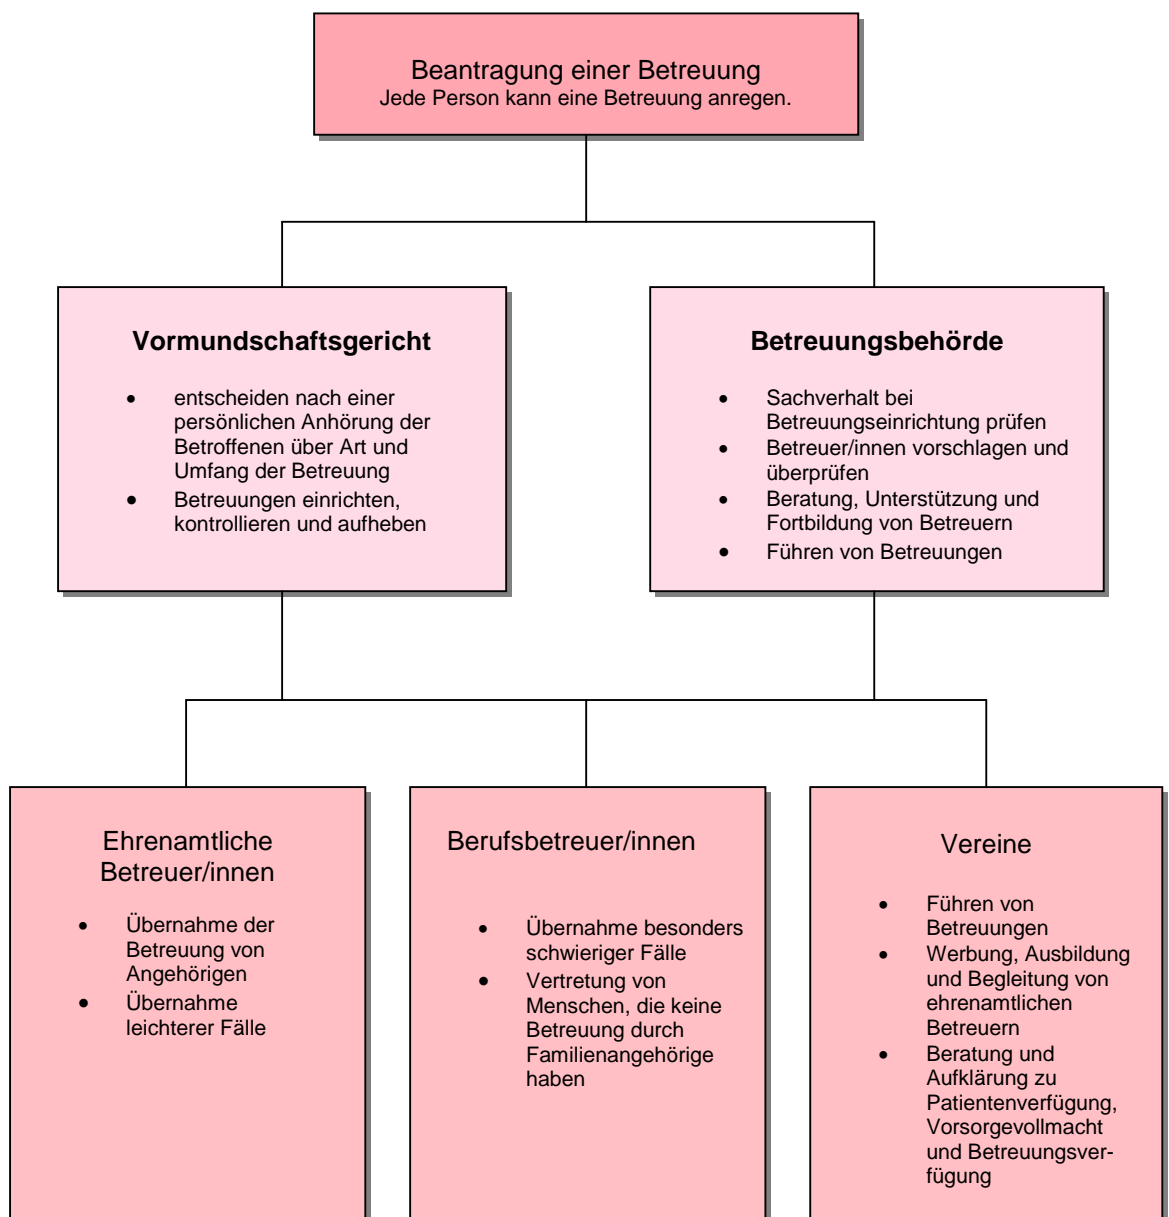 Beantragung einer Betreuung
Jede Person kann eine Betreuung anregen.
Vormundschaftsgericht
• entscheiden nach einer
persönlichen Anhörung der
Betroffenen über Art und
Umfang der Betreuung
• Betreuungen einrichten,
kontrollieren und aufheben
Betreuungsbehörde
• Sachverhalt bei
Betreuungseinrichtung prüfen
• Betreuer/innen vorschlagen und
überprüfen
• Beratung, Unterstützung und
Fortbildung von Betreuern
• Führen von Betreuungen
Ehrenamtliche
Betreuer/innen
• Übernahme der
Betreuung von
Angehörigen
• Übernahme
leichterer Fälle
Berufsbetreuer/innen
• Übernahme besonders
schwieriger Fälle
• Vertretung von
Menschen, die keine
Betreuung durch
Familienangehörige
haben
Vereine
• Führen von
Betreuungen
• Werbung, Ausbildung
und Begleitung von
ehrenamtlichen
Betreuern
• Beratung und
Aufklärung zu
Patientenverfügung,
Vorsorgevollmacht
und Betreuungsver-
fügung